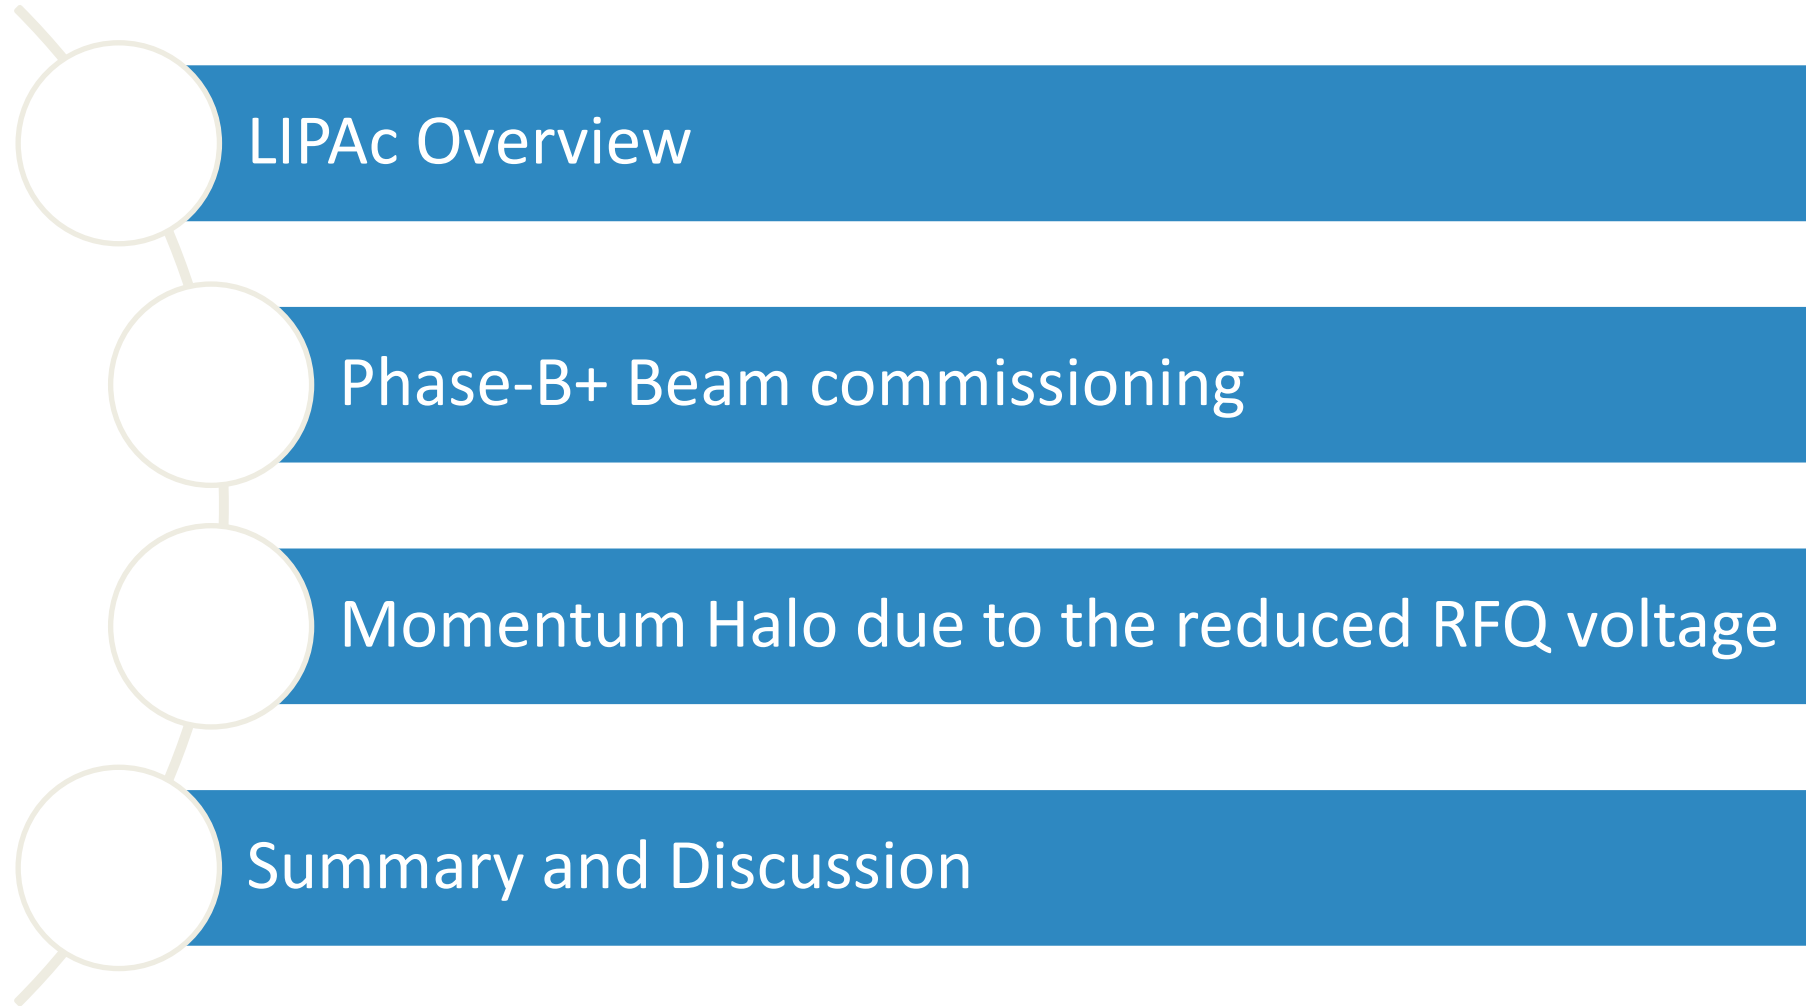 LIPAc Overview
Phase-B+ Beam commissioning
Momentum Halo due to the reduced RFQ voltage
Summary and Discussion